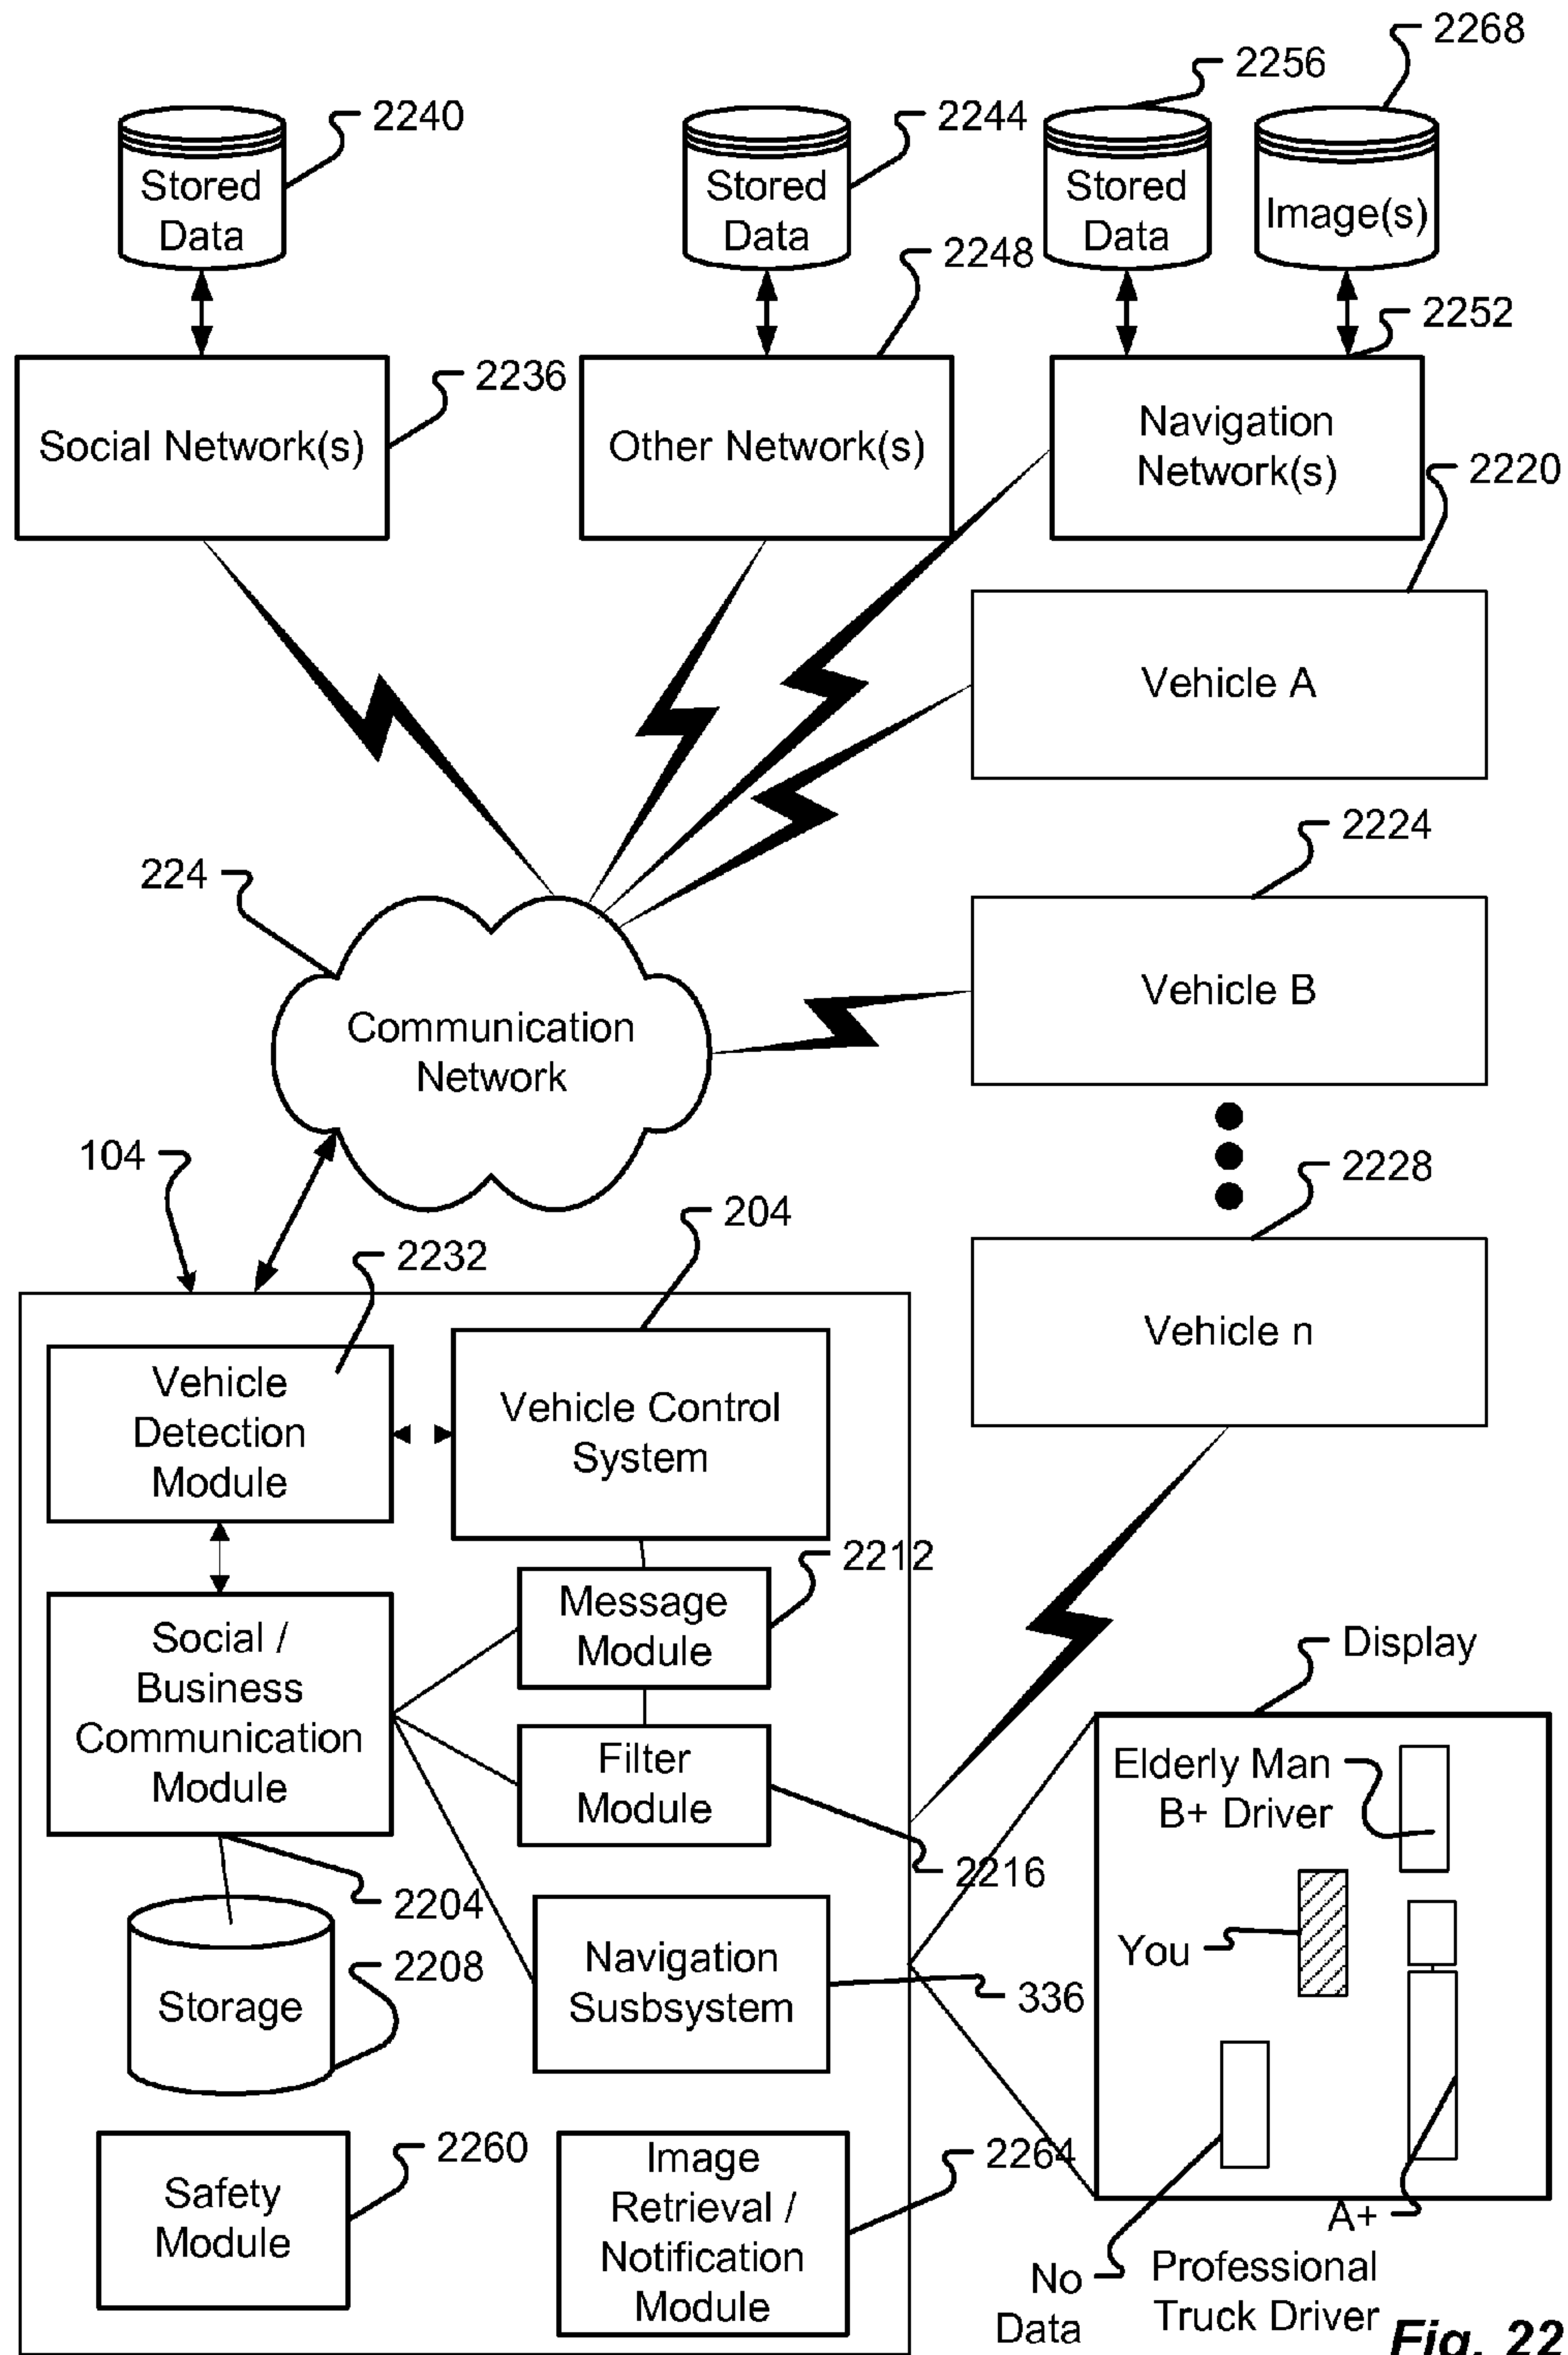 2268
2256
2240
2244
Stored
Data
Stored
Data
Stored
Data
Image(s)
2248
2252
2236
Social Network(s)
Other Network(s)
Navigation
Network(s)
2220
Vehicle A
2224
224
Vehicle B
Communication
Network
104
2228
204
2232
Vehicle n
Vehicle
Detection
Module
Vehicle Control
System
2212
Message
Module
Social /
Business
Communication
Module
Display
Filter
Module
Elderly Man
B+ Driver
2216
2204
You
2208
Storage
Navigation
Susbsystem
336
2260
2264
Safety
Module
Image
Retrieval /
Notification
Module
A+
Professional
Truck Driver
No
Data
Fig. 22